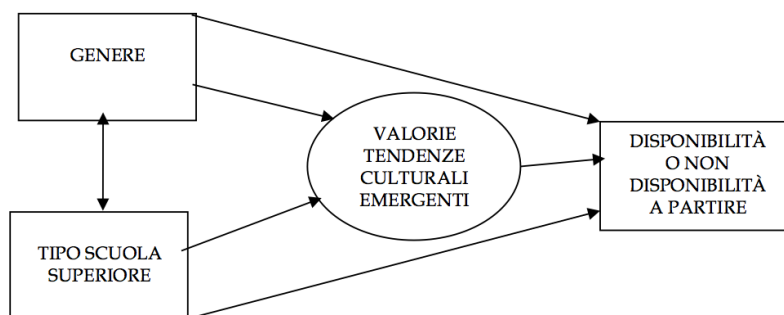 GENERE
VALORIE
TENDENZE
CULTURALI
EMERGENTI
DISPONIBILITÀ
O NON
DISPONIBILITÀ
A PARTIRE
TIPO SCUOLA
SUPERIORE